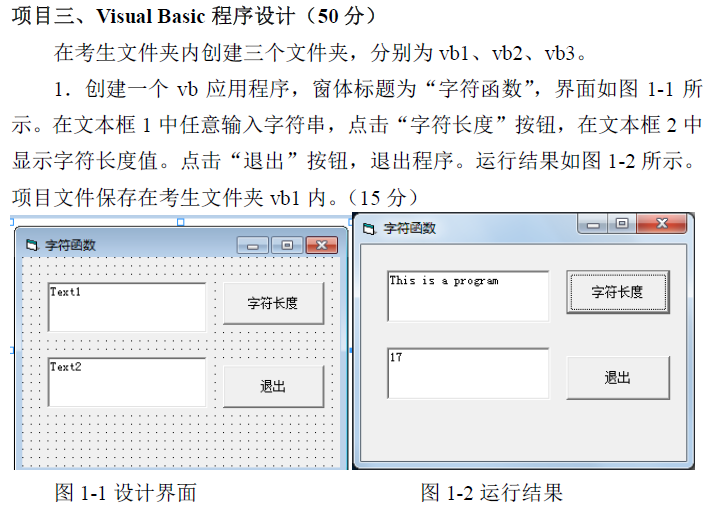 项目三、Visual Basic 程序设计（50 分）
在考生文件夹内创建三个文件夹，分别为 vb1、vb2、vb3。
1．创建一个 vb 应用程序，窗体标题为“字符函数”，界面如图 1-1 所
示。在文本框 1 中任意输入字符串，点击“字符长度”按钮，在文本框 2 中
显示字符长度值。点击“退出”按钮，退出程序。运行结果如图 1-2 所示。
项目文件保存在考生文件夹 vb1 内。（15 分）
字符函数
Text1
字符长度
Text2
退出
字符函数
This is a program
字符长度
17
退出
图 1-1 设计界面
图 1-2 运行结果